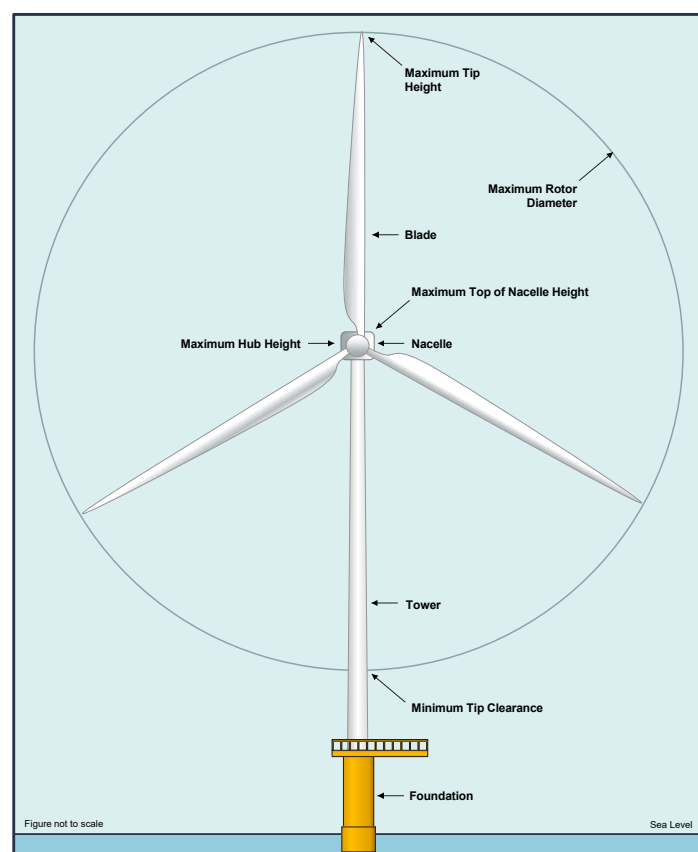 Maximum Tip
Height
Maximum Rotor
Diameter
Blade
Maximum Top of Nacelle Height
Maximum Hub Height
Nacelle
Tower
Minimum Tip Clearance
Foundation
Figure not to scale
Sea Level